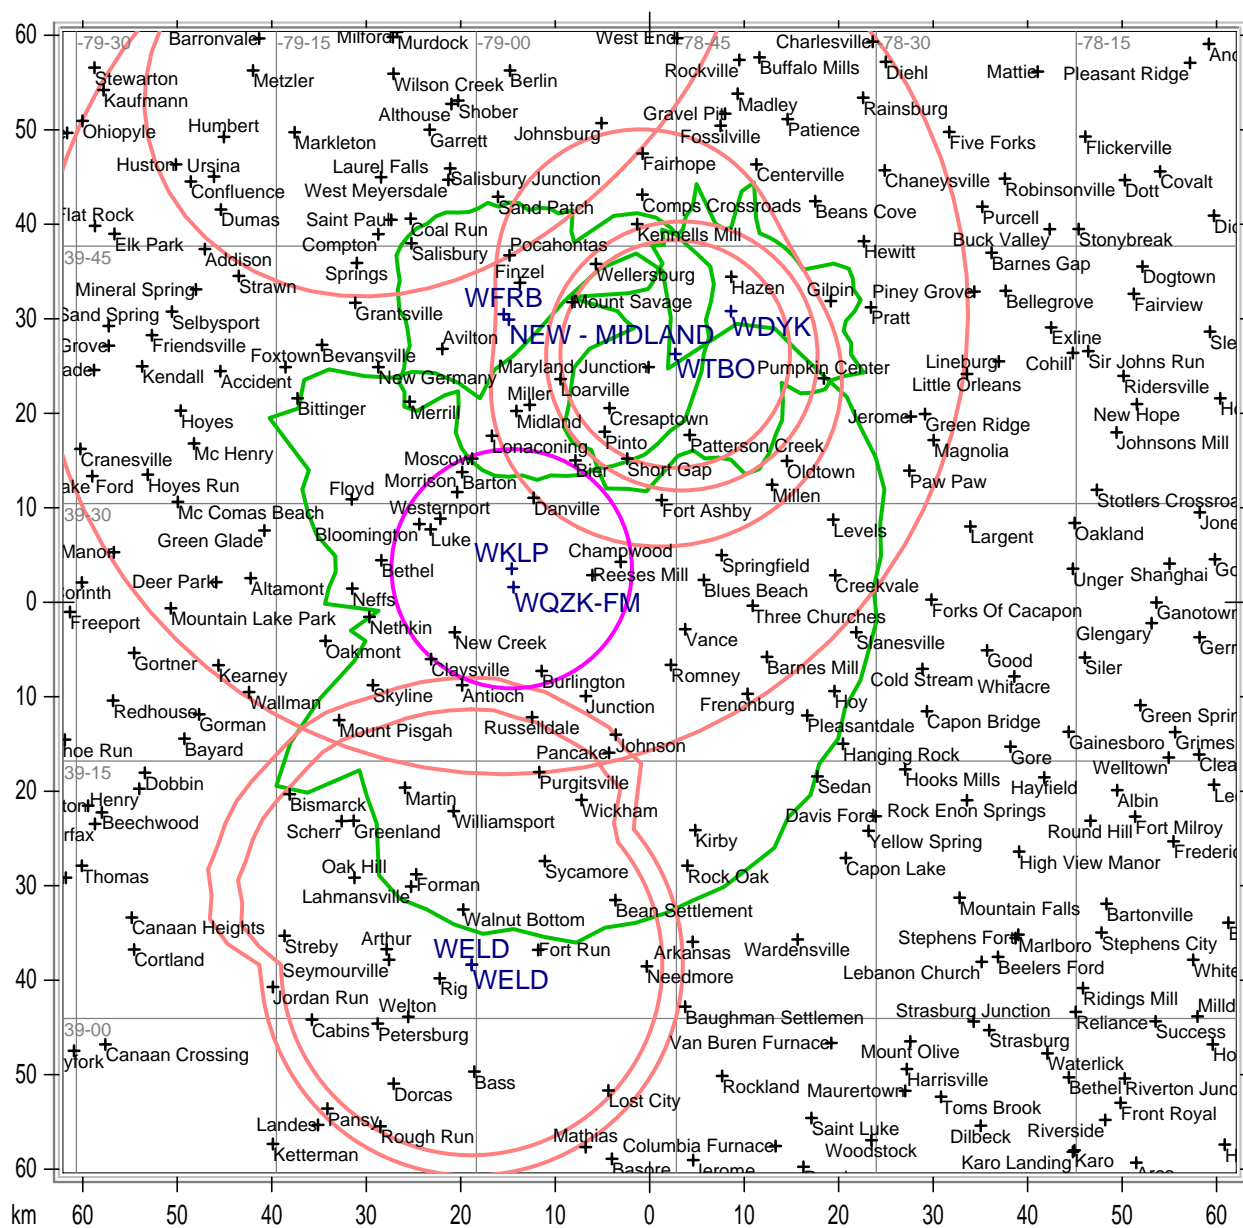 60
Barronvale
Milford
Murdock
West End
Charlesville
-79-30
-79-15
-79-00
-78-45
-78-30
-78-15
Stewarton
Kaufmann
Metzler
Wilson Creek
Berlin
Rockville
Buffalo Mills
Diehl
Mattie
Pleasant Ridge
Althouse
Shober
Gravel Pit
Madley
Rainsburg
50
Ohiopyle
Humbert
Markleton
Garrett
Johnsburg
Fossilville
Patience
Five Forks
Flickerville
Huston
Ursina
Confluence
Laurel Falls
West Meyersdale
Salisbury Junction
Fairhope
Centerville
Chaneysville
Robinsonville
Dott
Covalt
40
Flat Rock
Dumas
Saint Paul
Coal Run
Sand Patch
Comps Crossroads
Beans Cove
Purcell
Elk Park
Addison
Compton
Salisbury
Pocahontas
Kennells Mill
Hewitt
Buck Valley
Stonybreak
39-45
Strawn
Springs
Finzel
Wellersburg
Hazen
Gilpin
Barnes Gap
Dogtown
Mineral Spring
WFRB
Mount Savage
Piney Grove
Bellegrove
Fairview
30
Sand Spring
Selbysport
Grantsville
NEW - MIDLAND
WDYK
Pratt
Exline
Friendsville
Foxtown
Bevansville
Avilton
WTBO
Cohill
Sir Johns Run
Kendall
Accident
New Germany
Maryland Junction
Loarville
Pumpkin Center
Lineburg
Little Orleans
Ridersville
20
Hoyes
Bittinger
Merrill
Miller
Midland
Cresaptown
Jerome
Green Ridge
New Hope
Cranesville
Mc Henry
Lonaconing
Pinto
Patterson Creek
Magnolia
Johnsons Mill
Ford
Hoyes Run
Moscow
Morrison
Barton
Bier
Short Gap
Oldtown
Paw Paw
10
Mc Comas Beach
Floyd
Westernport
Danville
Fort Ashby
Millen
39-30
Green Glade
Bloomington
Luke
Levels
Largent
Oakland
Manor
Bethel
WKLP
Champwood
Springfield
Deer Park
Altamont
Neffs
WQZK-FM
Reeses Mill
Blues Beach
Creekvale
Unger
Shanghai
0
Freeport
Mountain Lake Park
Nethkin
Three Churches
Forks Of Cacapon
Ganotown
Gortner
Oakmont
New Creek
Vance
Slanesville
Glengary
Kearney
Claysville
Romney
Barnes Mill
Good
Siler
10
Redhouse
Wallman
Skyline
Antioch
Burlington
Junction
Frenchburg
Hoy
Cold Stream
Whitacre
Gorman
Mount Pisgah
Russelldale
Pleasantdale
Capon Bridge
Bayard
Pancake
Johnson
Hanging Rock
Gore
Gainesboro
39-15
Dobbin
Purgitsville
Sedan
Hooks Mills
Hayfield
Welltown
20
Henry
Beechwood
Bismarck
Martin
Wickham
Davis Ford
Rock Enon Springs
Albin
Scherr
Greenland
Williamsport
Kirby
Yellow Spring
Round Hill
Fort Milroy
30
Thomas
Oak Hill
Lahmansville
Forman
Sycamore
Rock Oak
Capon Lake
High View Manor
Canaan Heights
Walnut Bottom
Bean Settlement
Mountain Falls
Bartonville
Cortland
Streby
Arthur
WELD
Fort Run
Arkansas
Wardensville
Stephens Fort
Marlboro
Stephens City
40
Seymourville
WELD
Needmore
Lebanon Church
Beelers Ford
Jordan Run
Rig
Ridings Mill
39-00
Cabins
Welton
Petersburg
Baughman Settlemen
Strasburg Junction
Reliance
Success
Canaan Crossing
Van Buren Furnace
Mount Olive
Strasburg
Waterlick
50
Dorcas
Bass
Rockland
Maurertown
Harrisville
Bethel
Landes
Pansy
Lost City
Toms Brook
Front Royal
Rough Run
Saint Luke
Dilbeck
Riverside
Ketterman
Mathias
Columbia Furnace
Woodstock
60
Basore
Jerome
Karo Landing
Karo
km
60
50
40
30
20
10
0
10
20
30
40
50
60